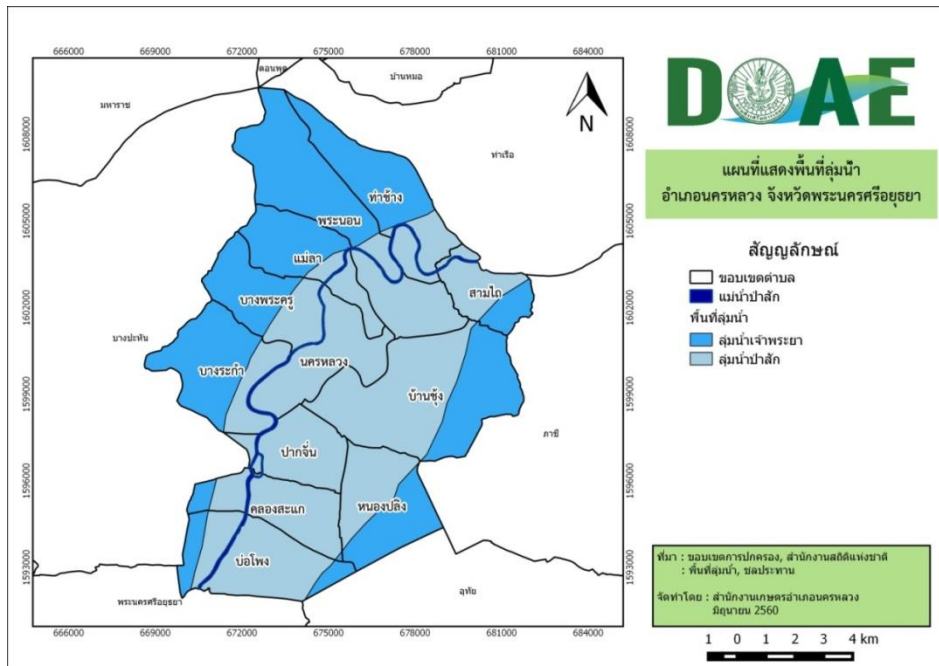 666000 669000 672000 675000 678000 681000 684000
ดอนพุด
บ้านหมอ
มหาราช
ท่าเรือ
N
1608000 1608000
ท่าช้าง
พระนอน
1605000 1605000
แม่ลา
สามไถ
บางพระครู
1602000 1602000
บางปะหัน
นครหลวง
บางระกำ
บ้านชุ้ง
1599000 1599000
ภาชี
ปากจั่น
1596000 1596000
คลองสะแก
หนองปลิง
บ่อโพง
1593000 1593000
พระนครศรีอยุธยา
อุทัย
666000 669000 672000 675000 678000 681000 684000
DOAE
แผนที่แสดงพื้นที่ลุ่มน้ำ
อำเภอนครหลวง จังหวัดพระนครศรีอยุธยา
สัญญลักษณ์
ขอบเขตตำบล
แม่น้ำป่าสัก
พื้นที่ลุ่มน้ำ
ลุ่มน้ำเจ้าพระยา
ลุ่มน้ำป่าสัก
ที่มา : ขอบเขตการปกครอง, สำนักงานสถิติแห่งชาติ
: พื้นที่ลุ่มน้ำ, ชลประทาน
จัดทำโดย : สำนักงานเกษตรอำเภอนครหลวง
มิถุนายน 2560
1 0 1 2 3 4 km